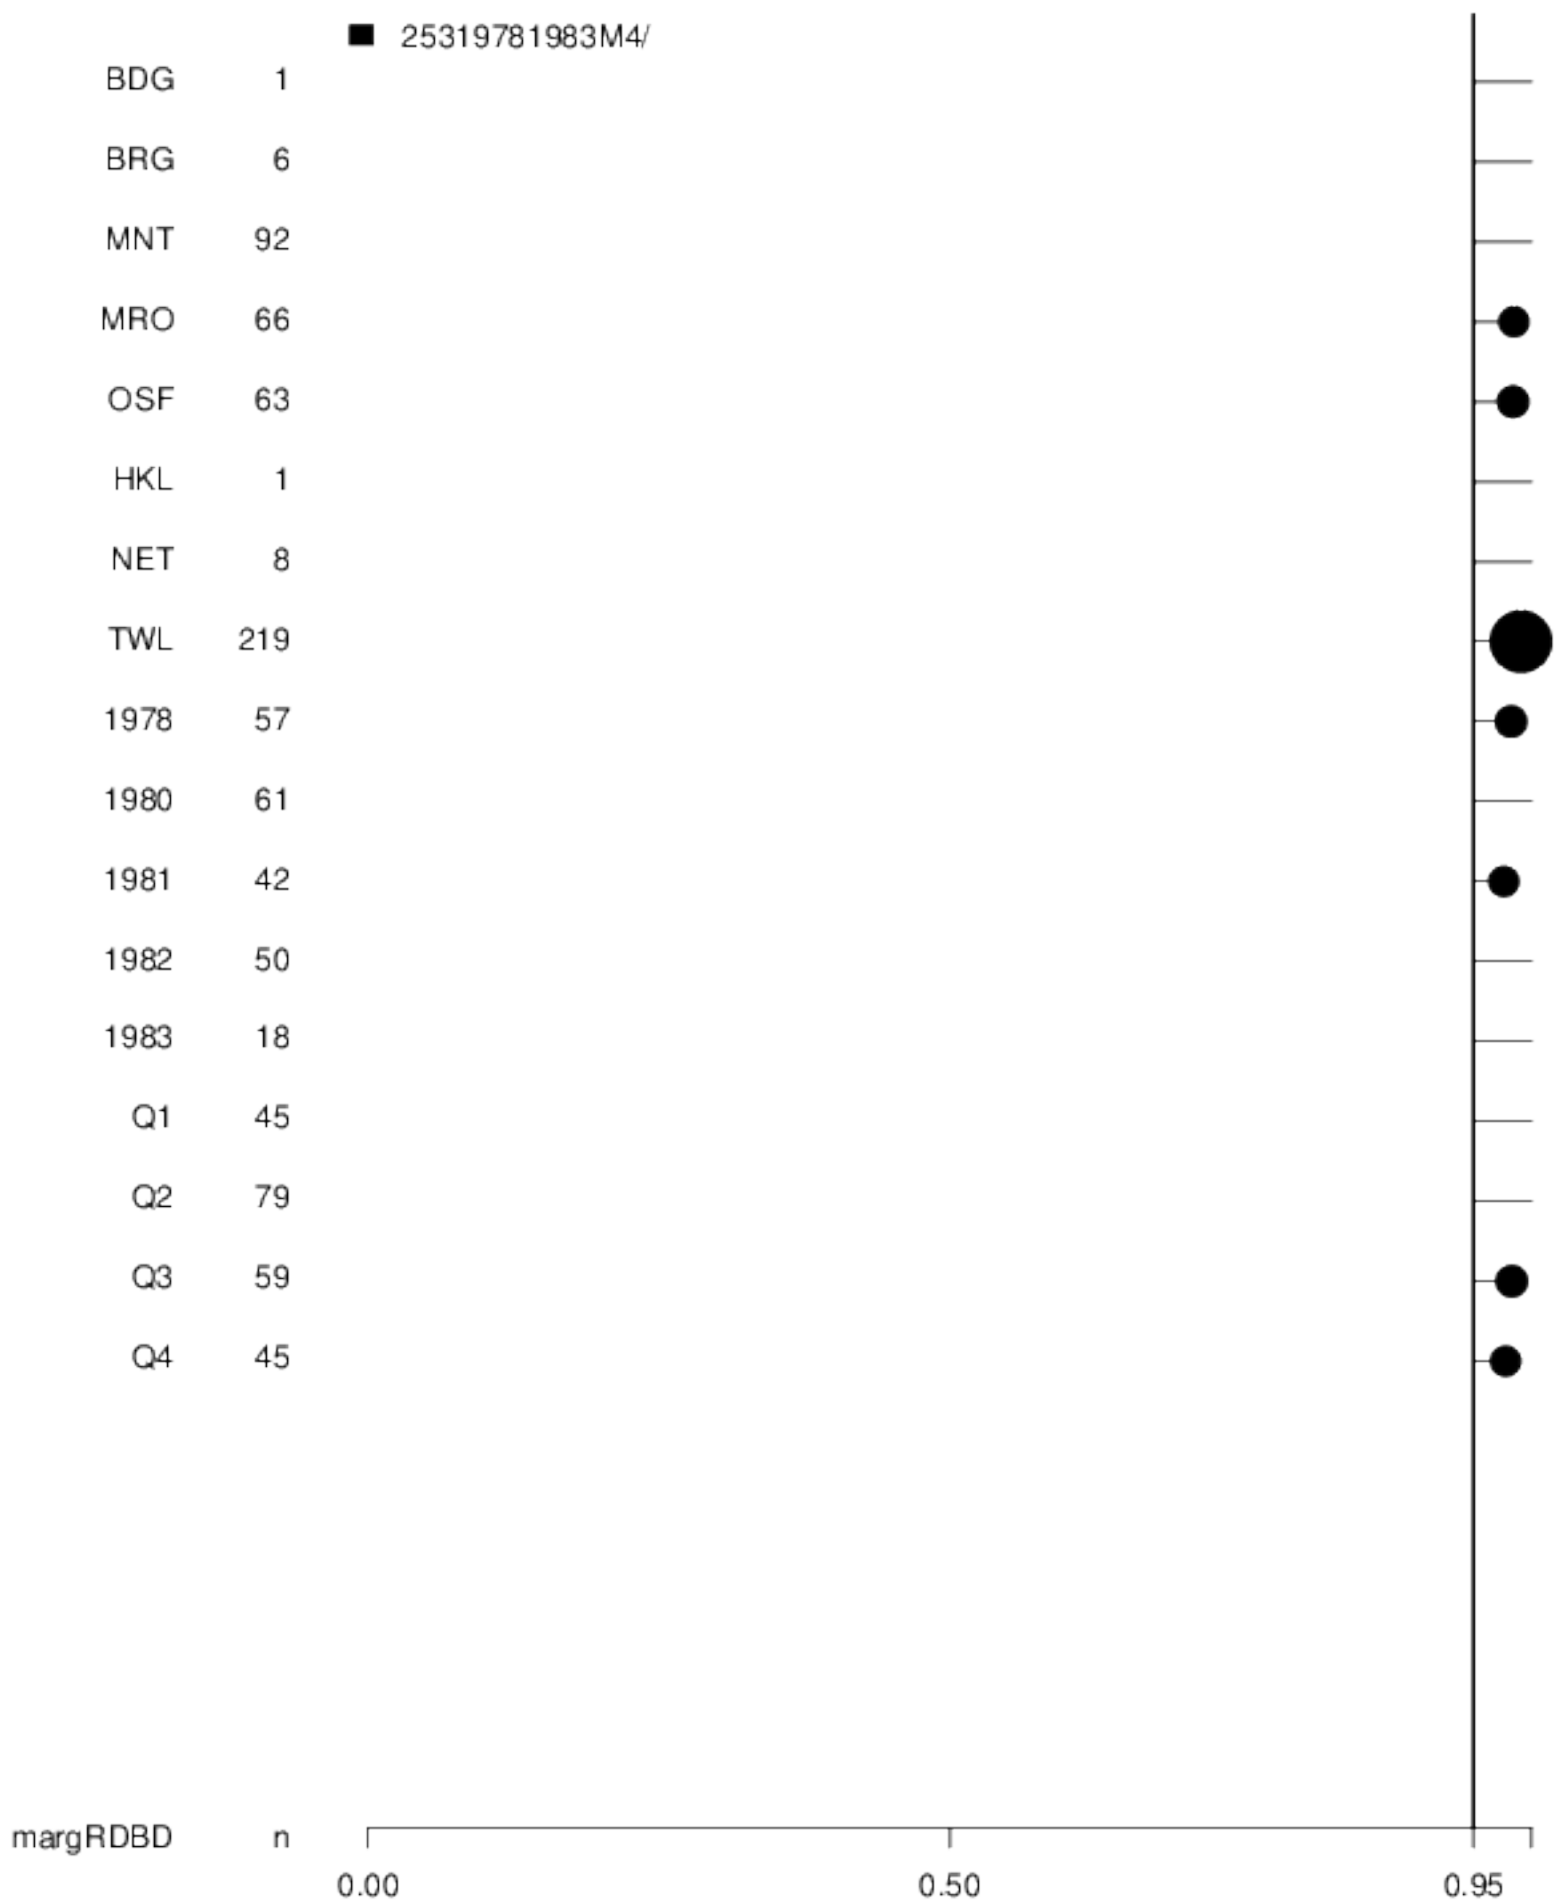 25319781983M4/
BDG 1
BRG 6
MNT 92
MRO 66
OSF 63
HKL 1
NET 8
TWL 219
1978 57
1980 61
1981 42
1982 50
1983 18
Q1 45
Q2 79
Q3 59
Q4 45
margRDBD n
0.00 0.50 0.95